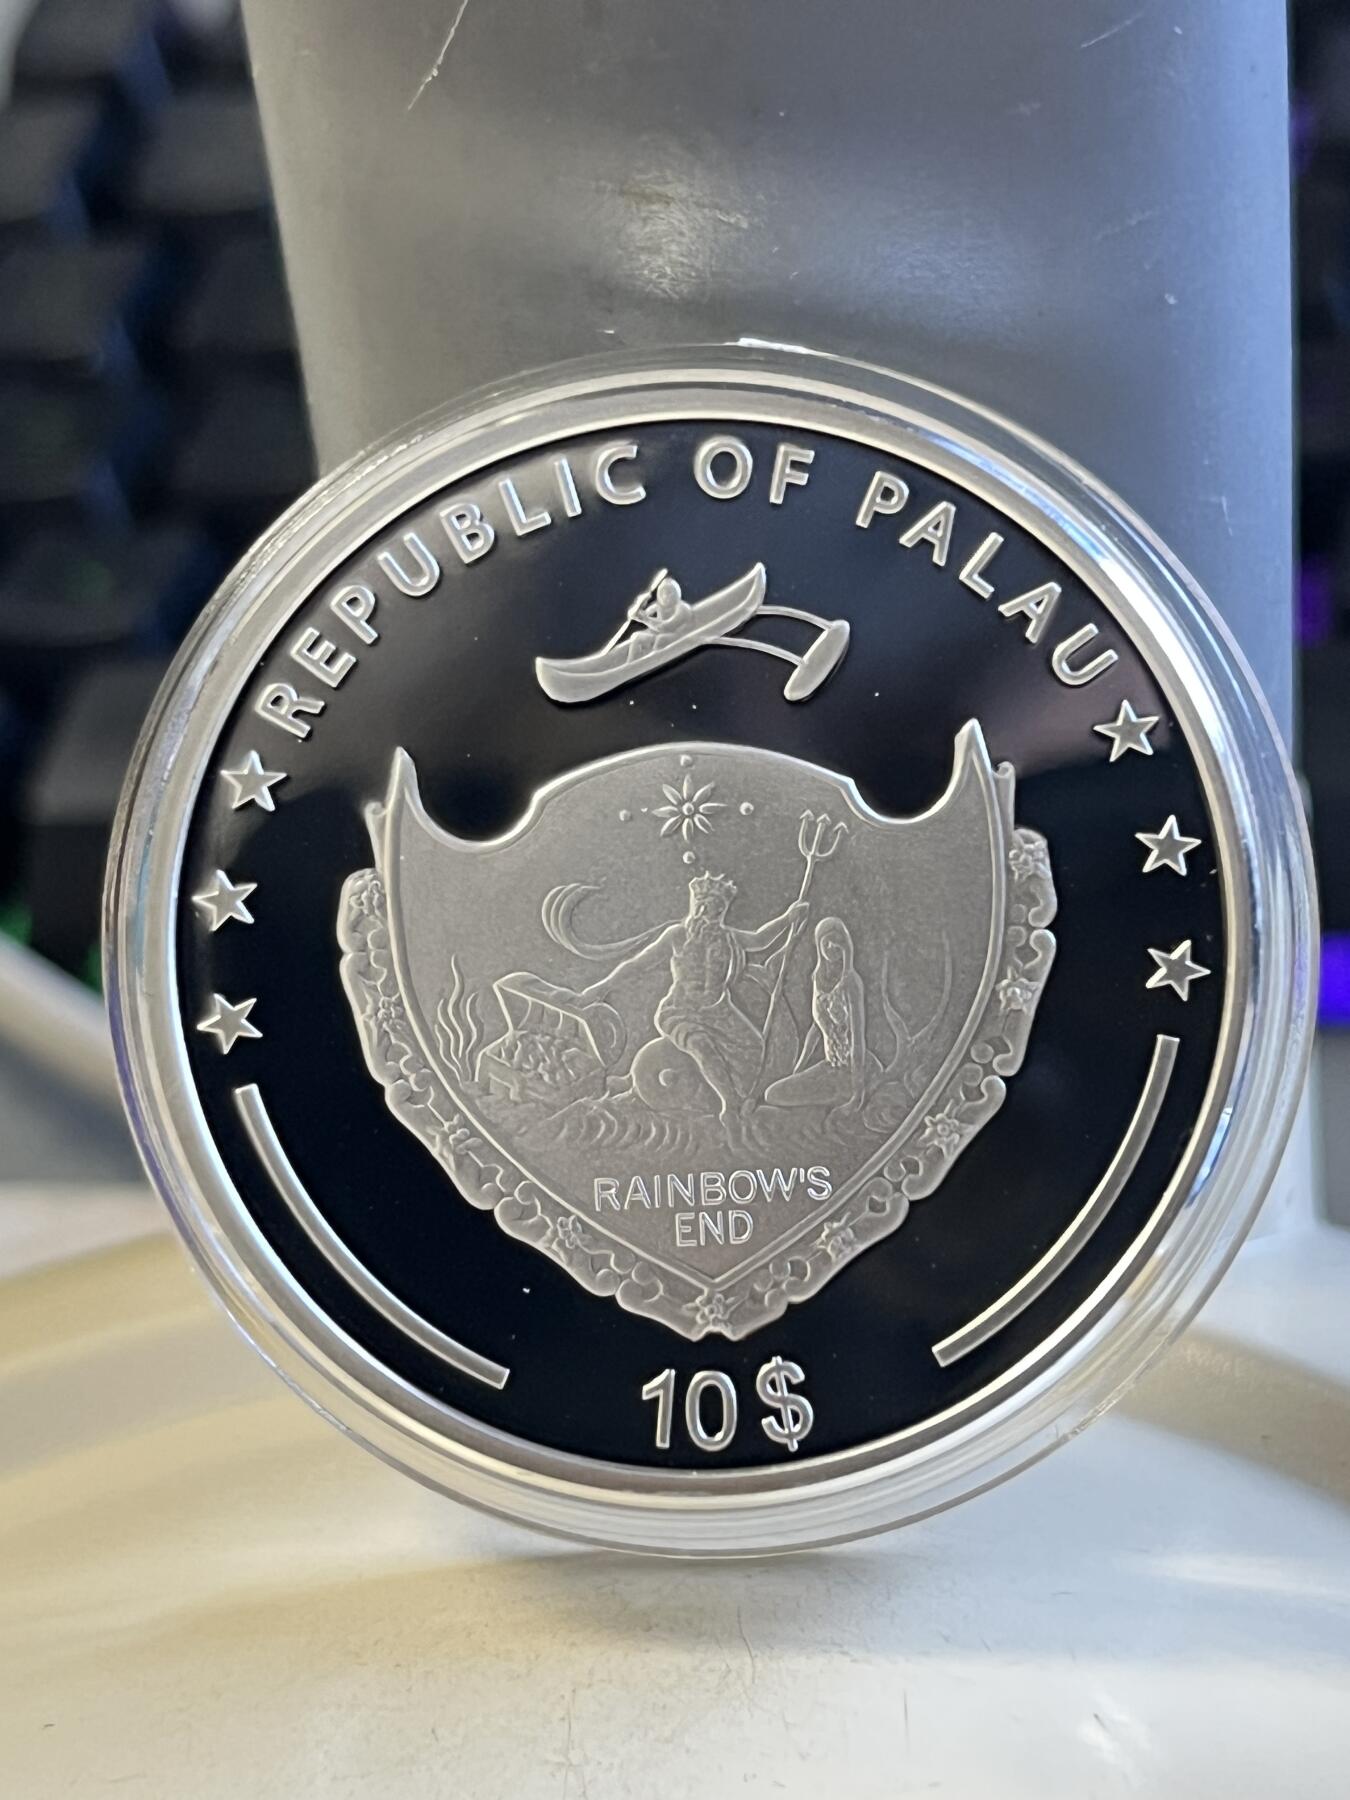 REPUBLIC OF PALAU
RAINBOW'S
END
10$